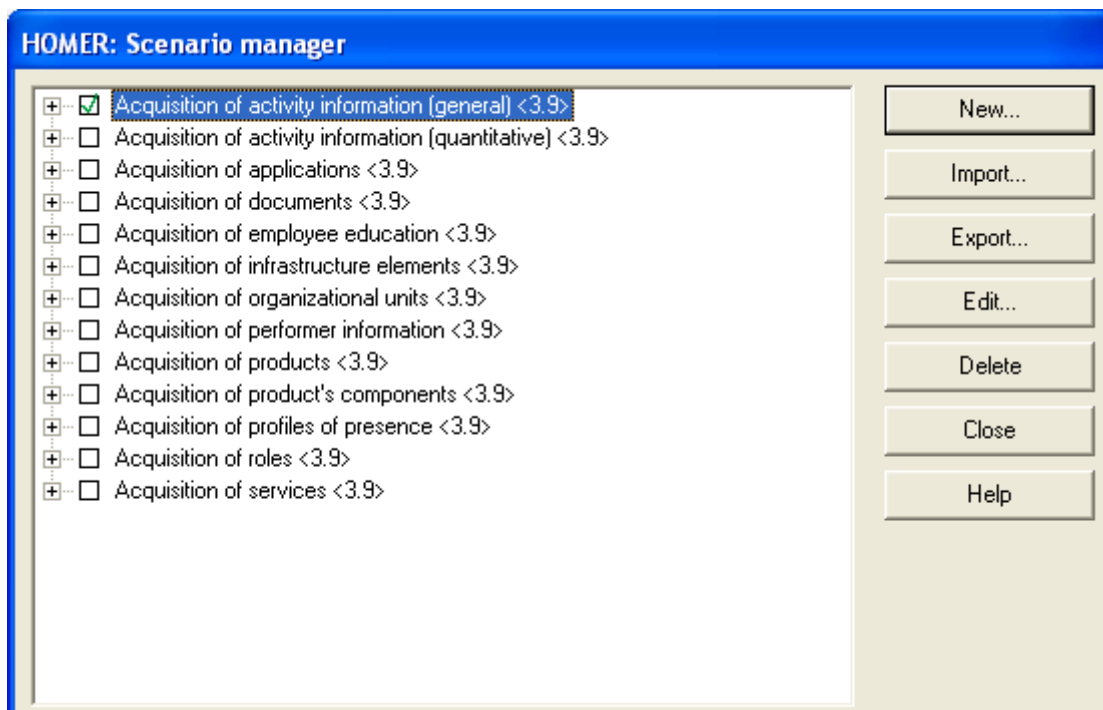 HOMER: Scenario manager
Acquisition of activity information (general) <3.9>
Acquisition of activity information (quantitative) <3.9>
Acquisition of applications <3.9>
Acquisition of documents <3.9>
Acquisition of employee education <3.9>
Acquisition of infrastructure elements <3.9>
Acquisition of organizational units <3.9>
Acquisition of performer information <3.9>
Acquisition of products <3.9>
Acquisition of product's components <3.9>
Acquisition of profiles of presence <3.9>
Acquisition of roles <3.9>
Acquisition of services <3.9>
New...
Import...
Export...
Edit...
Delete
Close
Help